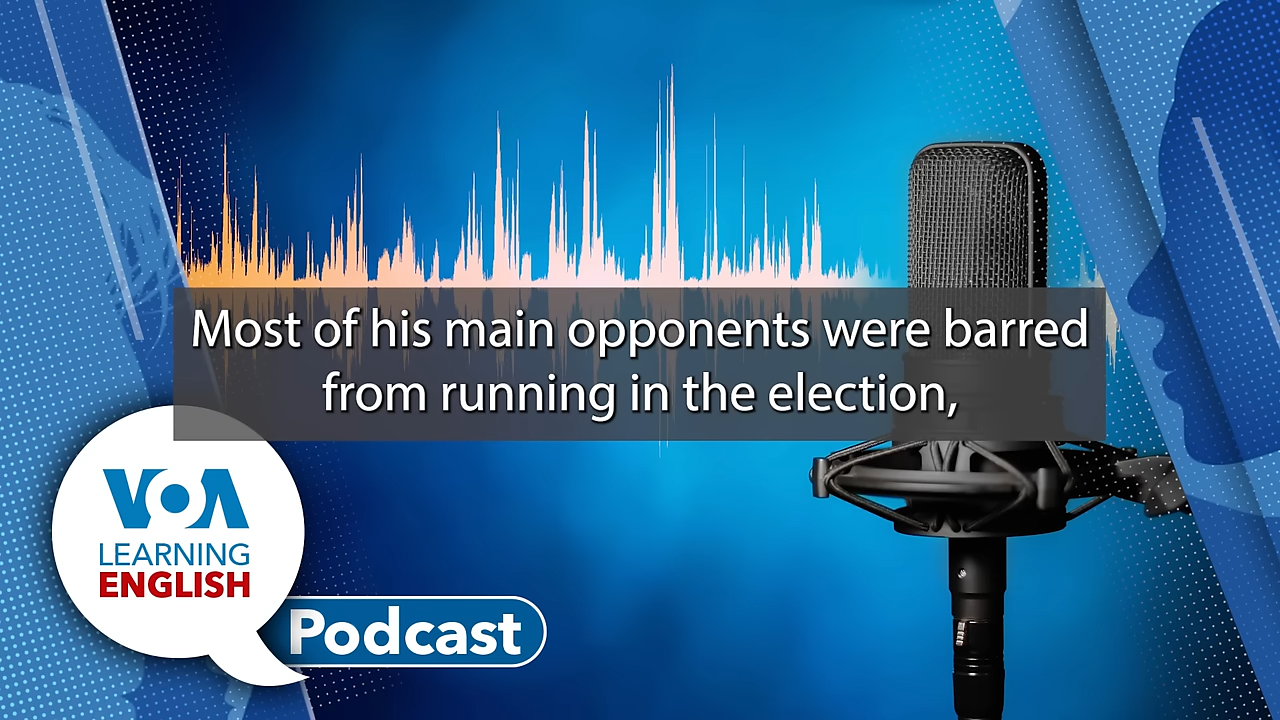 Most of his main opponents were barred
from running in the election,
VOA
LEARNING
ENGLISH
Podcast